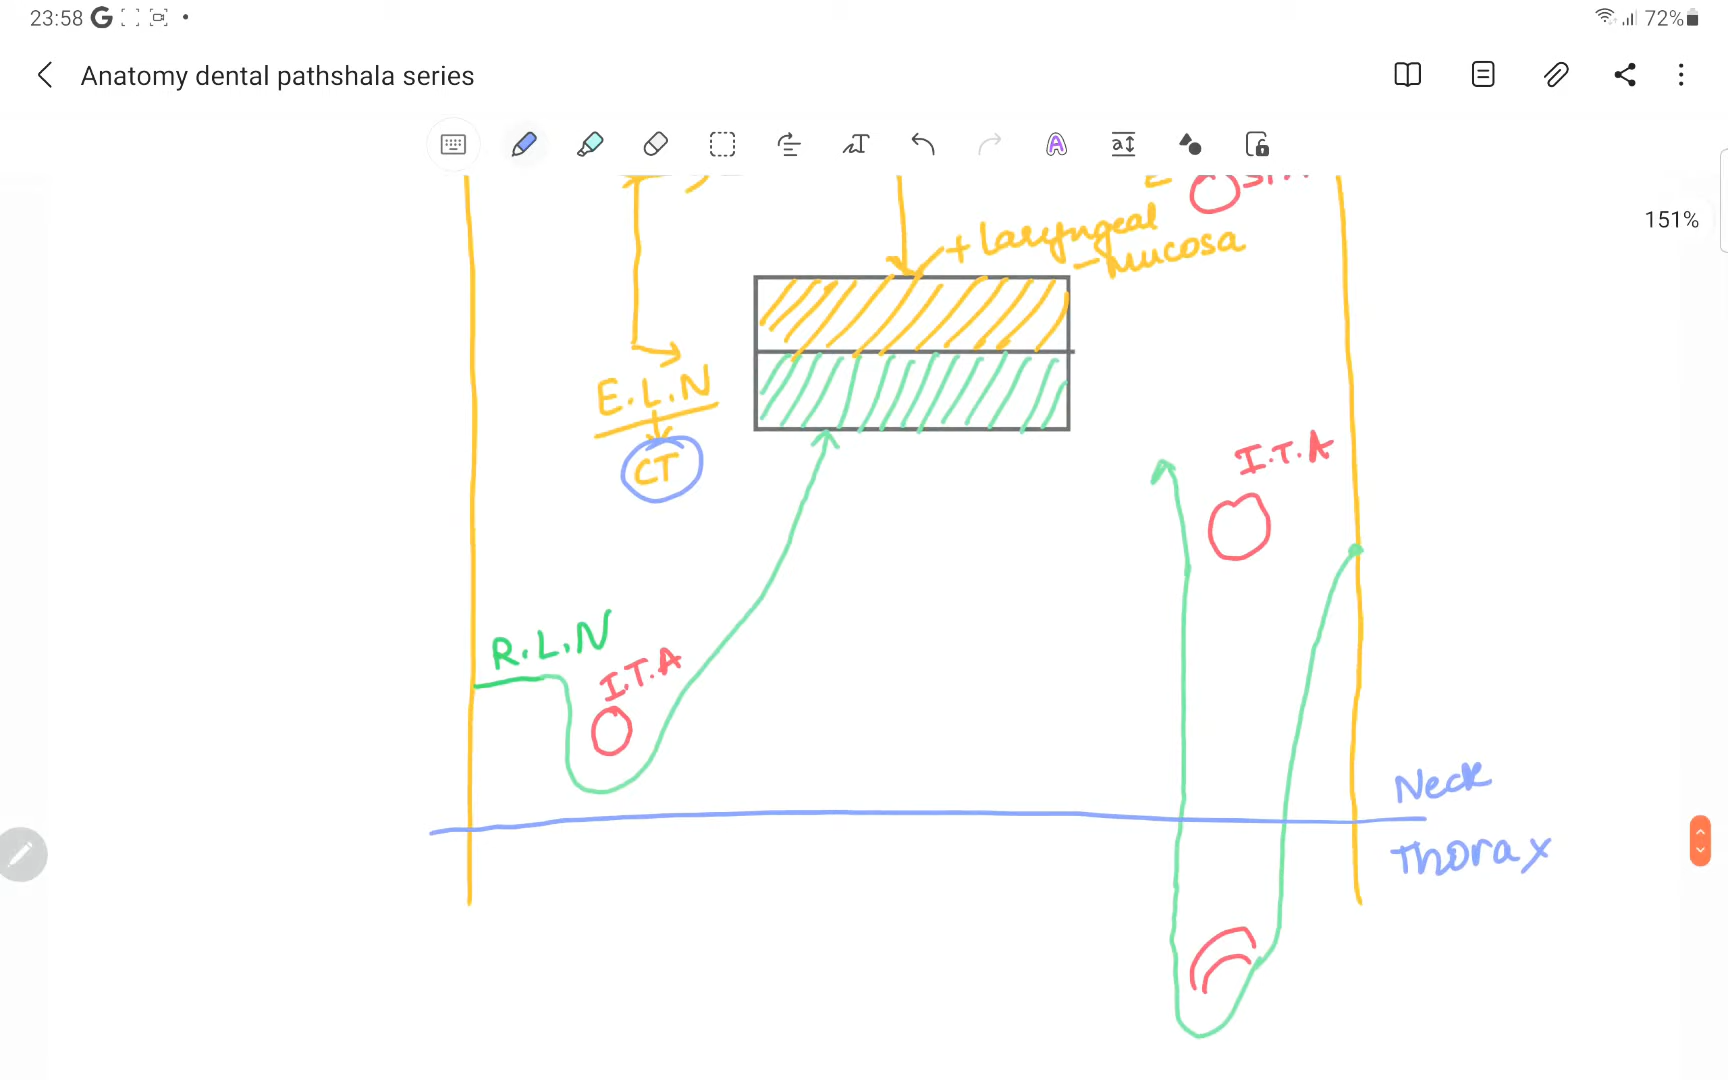 23:58 G 72%
Anatomy dental pathshala series
151%
+ Laryngeal
- Mucosa
E.L.N
CT
I.T.A
R.L.N
I.T.A
Neck
Thorax